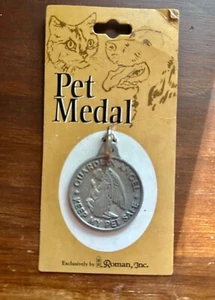 Pet
Medal
GUARDIAN ANGEL
KEEP MY PET SAFE
Exclusively by Roman, Inc.